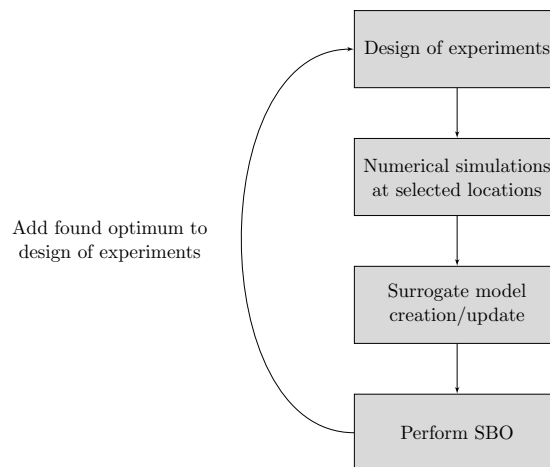 Design of experiments
Numerical simulations
at selected locations
Add found optimum to
design of experiments
Surrogate model
creation/update
Perform SBO